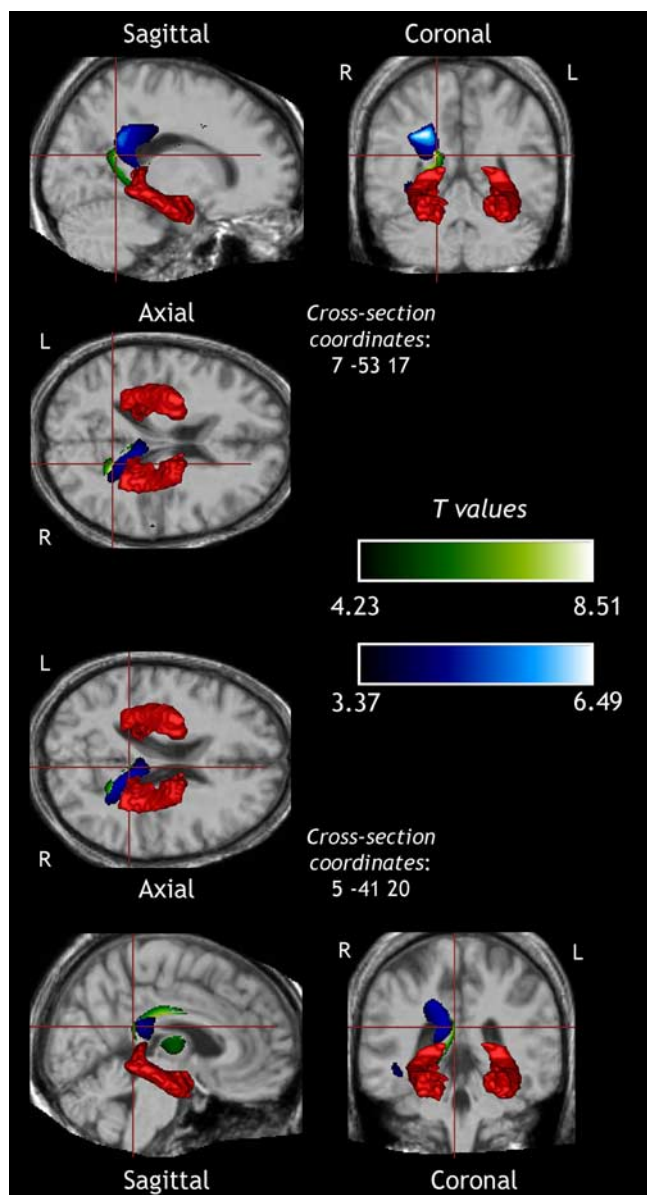 Sagittal
Coronal
R
L
Axial
L
Cross-section
coordinates:
7 -53 17
R
T values
4.23
8.51
3.37
6.49
L
R
Axial
Cross-section
coordinates:
5 -41 20
R
L
Sagittal
Coronal